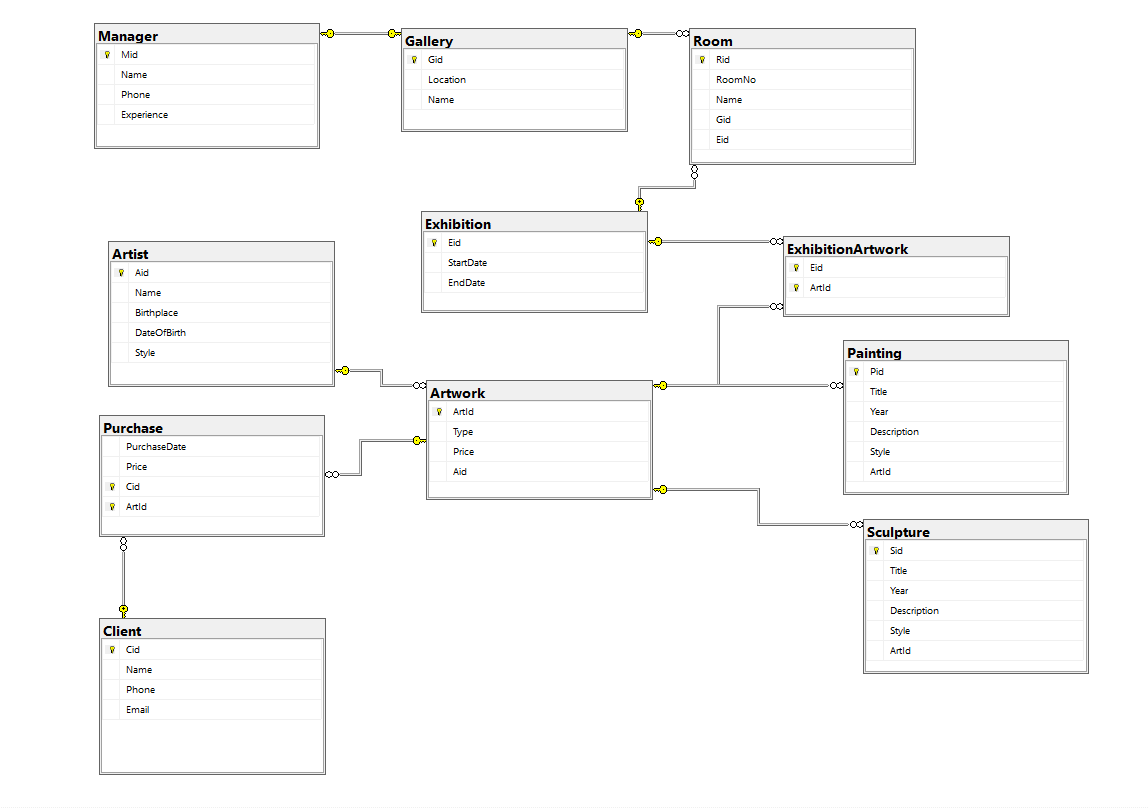 Manager
Mid
Name
Phone
Experience
Gallery
Gid
Location
Name
Room
Rid
RoomNo
Name
Gid
Eid
Exhibition
Eid
StartDate
EndDate
ExhibitionArtwork
Eid
ArtId
Artist
Aid
Name
Birthplace
DateOfBirth
Style
Artwork
ArtId
Type
Price
Aid
Painting
Pid
Title
Year
Description
Style
ArtId
Purchase
PurchaseDate
Price
Cid
ArtId
Sculpture
Sid
Title
Year
Description
Style
ArtId
Client
Cid
Name
Phone
Email